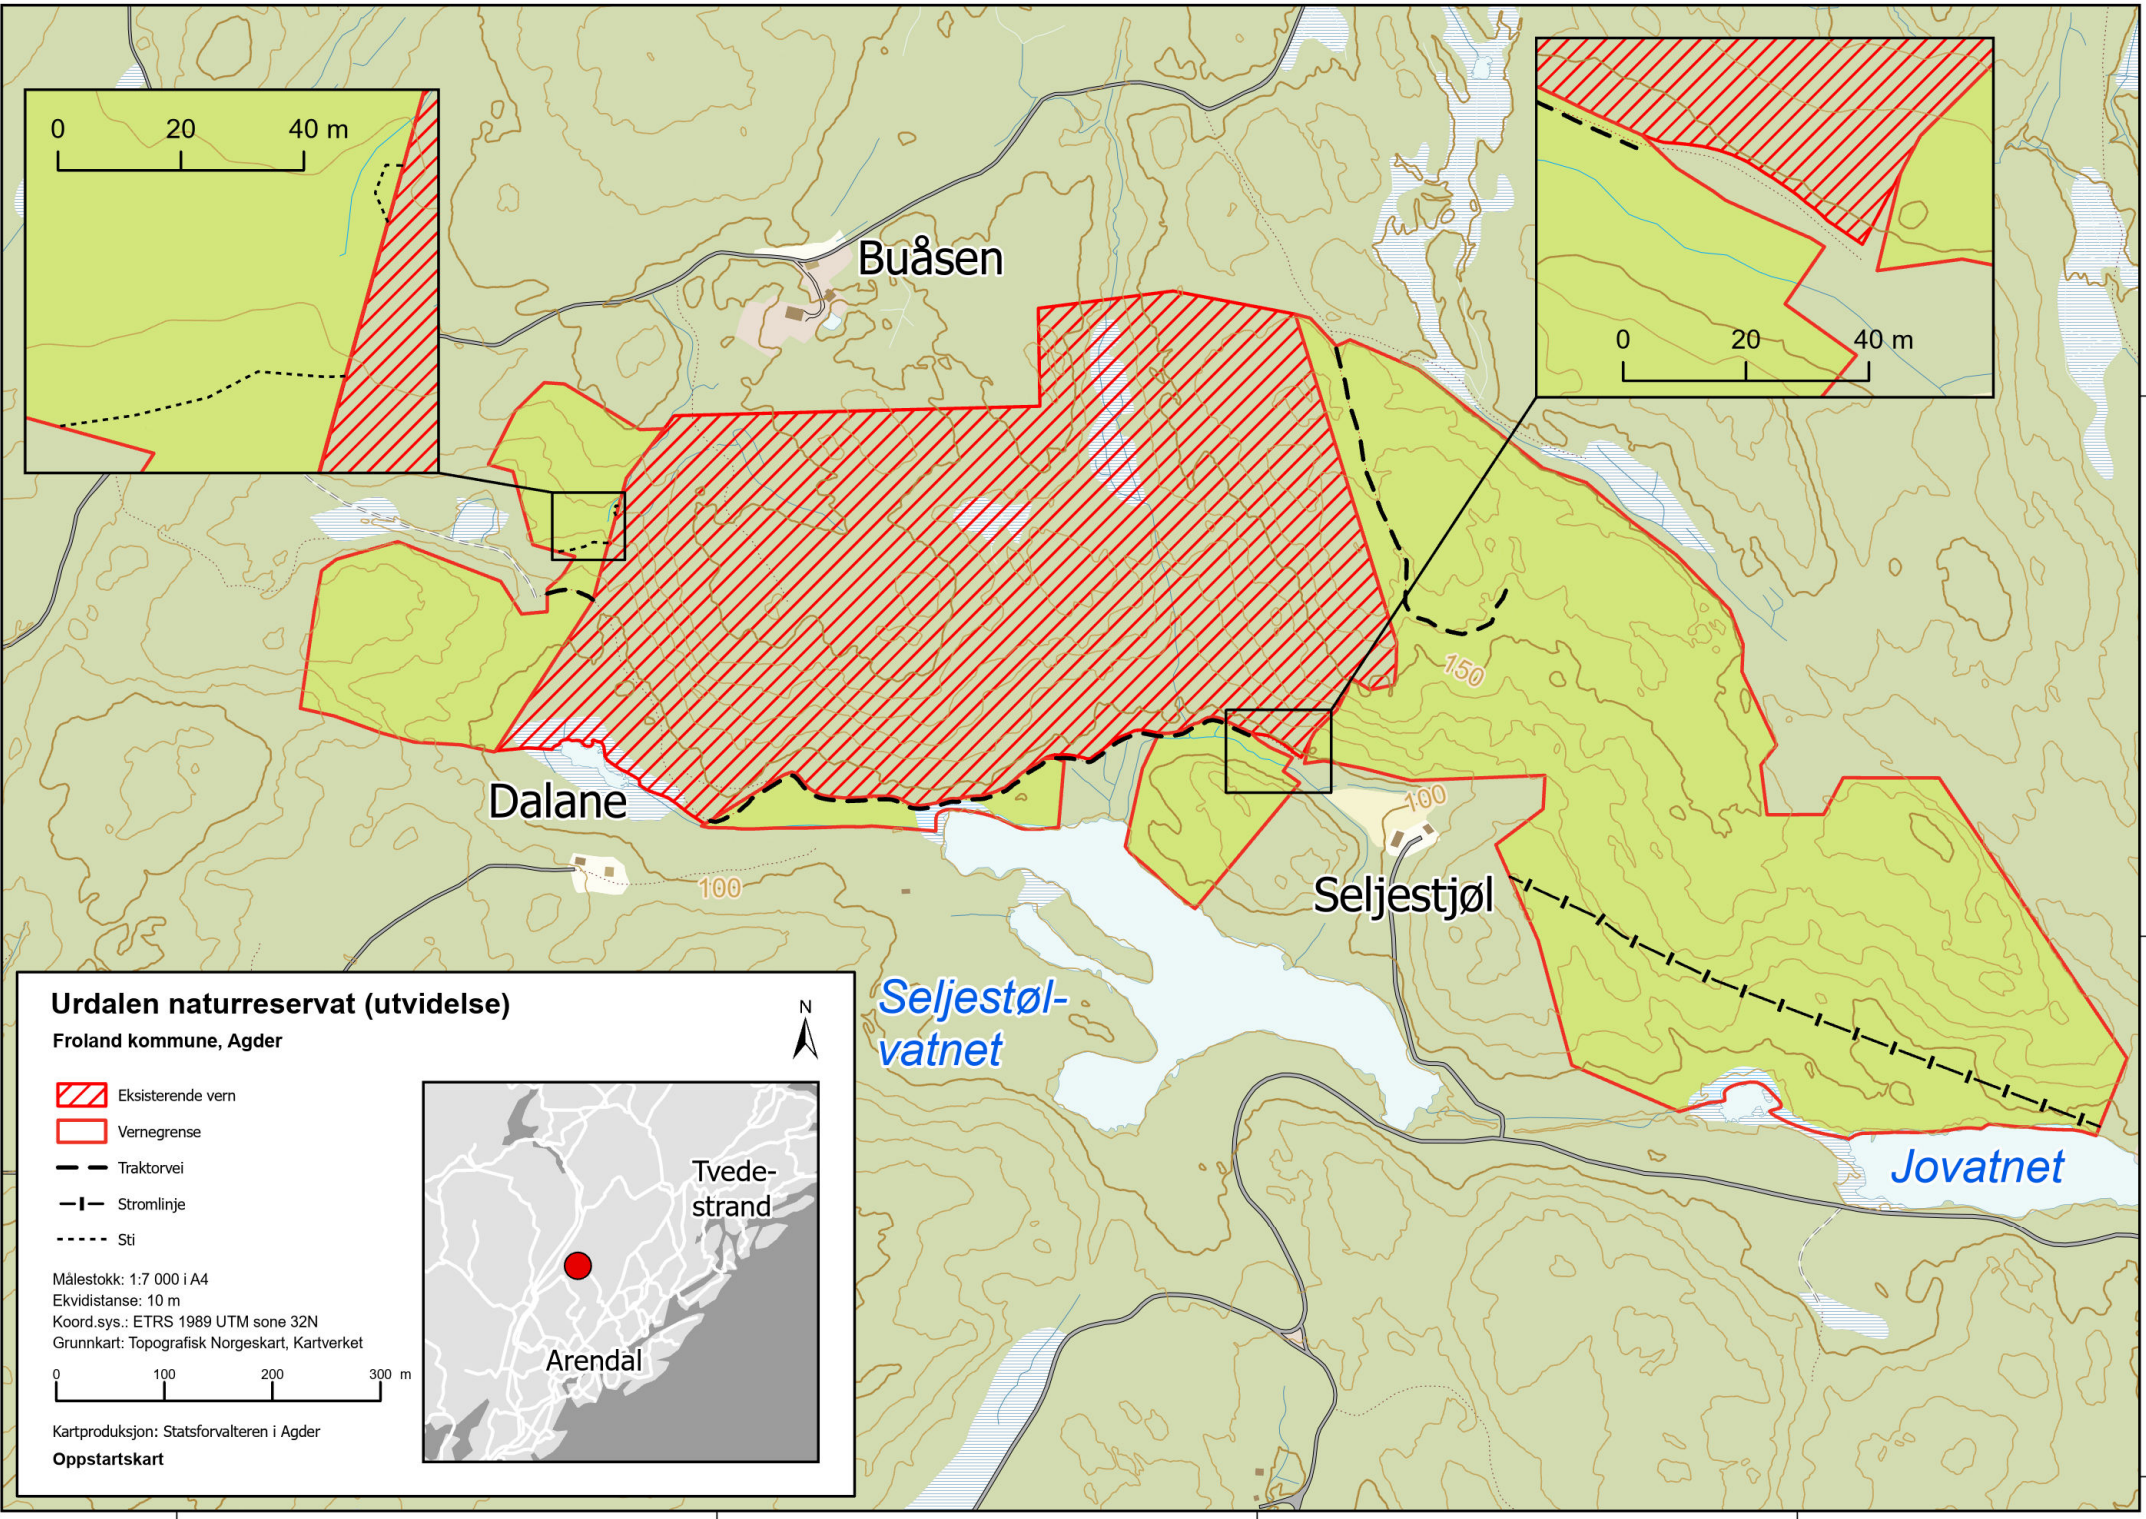 0 20 40 m
Buåsen
0 20 40 m
150
Dalane
100
100
Seljestjøl
Seljestøl-
vatnet
Jovatnet
Urdalen naturreservat (utvidelse)
Froland kommune, Agder
N
Eksisterende vern
Vernegrense
Traktorvei
Stromlinje
Sti
Målestokk: 1:7 000 i A4
Ekvidistanse: 10 m
Koord.sys.: ETRS 1989 UTM sone 32N
Grunnkart: Topografisk Norgeskart, Kartverket
0 100 200 300 m
Kartproduksjon: Statsforvalteren i Agder
Oppstartskart
Tvede-
strand
Arendal